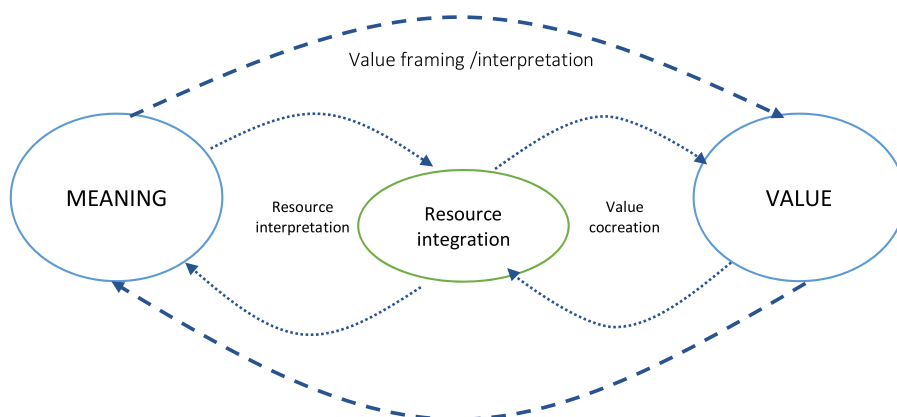 Value framing /interpretation
MEANING
Resource
interpretation
Resource
integration
Value
cocreation
VALUE